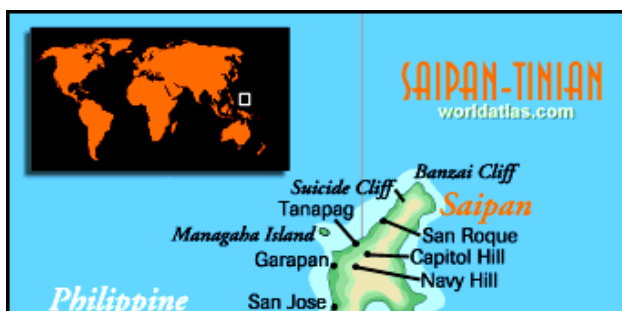 SAIPAN-TINIAN
worldatlas.com
Banzai Cliff
Suicide Cliff
Saipan
Tanapag
Managaha Island
San Roque
Garapan
Capitol Hill
Navy Hill
Philippine
San Jose